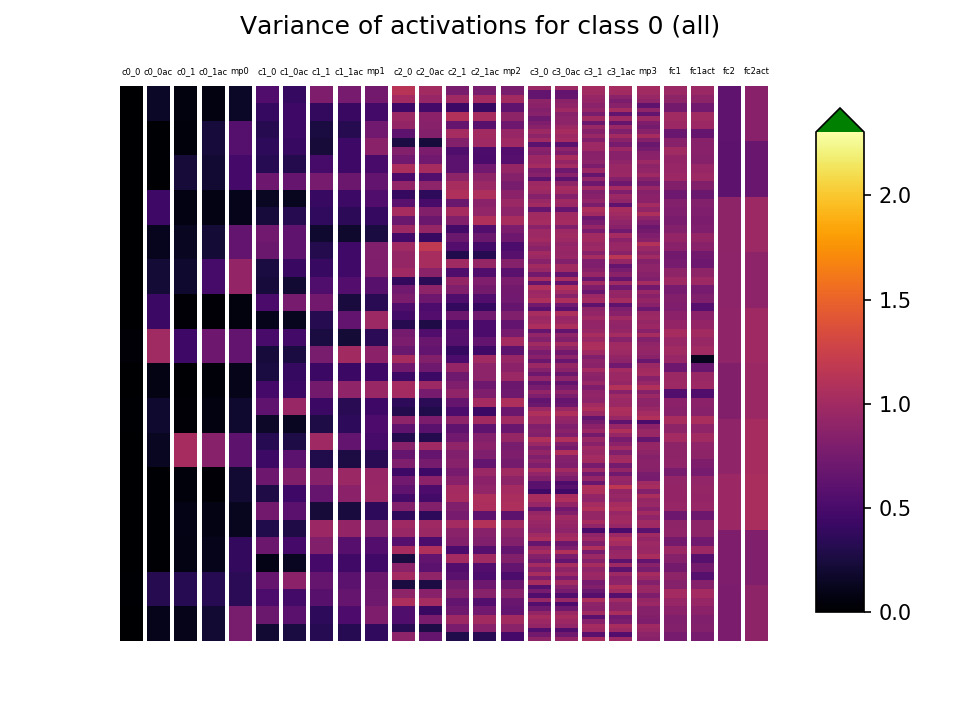 Variance of activations for class 0 (all)
c0_0 c0_0ac c0_1 c0_1ac mp0 c1_0 c1_0ac c1_1 c1_1ac mp1 c2_0 c2_0ac c2_1 c2_1ac mp2 c3_0 c3_0ac c3_1 c3_1ac mp3 fc1 fc1act fc2 fc2act
2.0
1.5
1.0
0.5
0.0